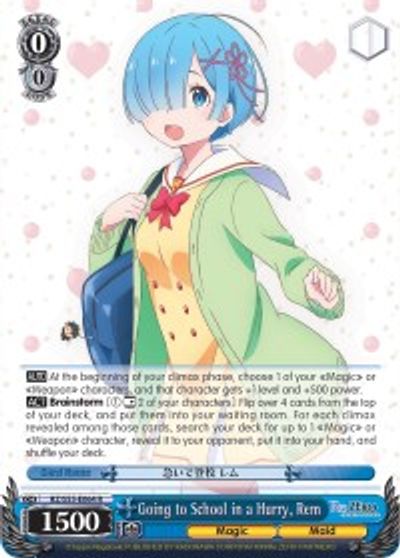 0
0
AUTO At the beginning of your climax phase, choose 1 of your «Magic» or
«Weapon» characters, and that character gets +1 level and +500 power.
ACT Brainstorm [① 2 of your characters] Flip over 4 cards from the top
of your deck, and put them into your waiting room. For each climax
revealed among those cards, search your deck for up to 1 «Magic» or
«Weapon» character, reveal it to your opponent, put it into your hand,
and shuffle your deck.
Card Name
急いで登校 レム
1500
Going to School in a Hurry, Rem
Magic
Maid